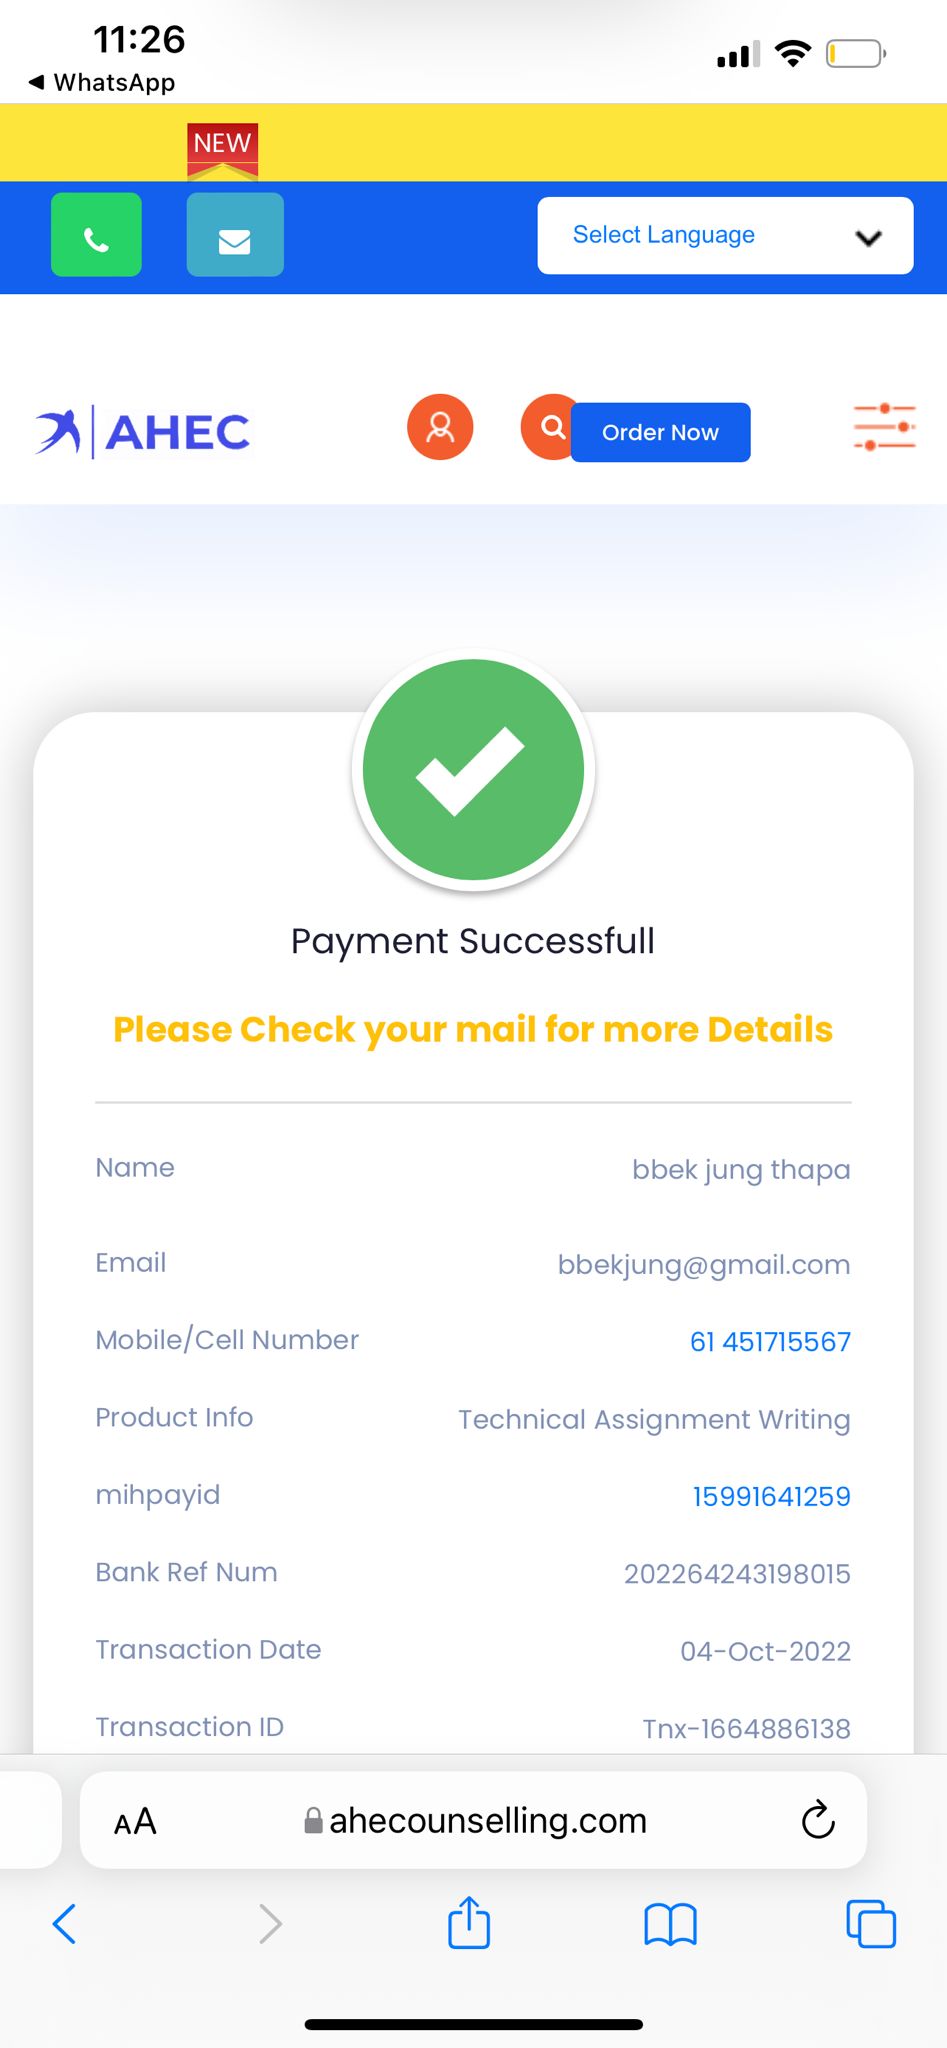 11:26
◀ WhatsApp
NEW
Select Language
AHEC
Order Now
Payment Successfull
Please Check your mail for more Details
Name bbek jung thapa
Email bbekjung@gmail.com
Mobile/Cell Number 61 451715567
Product Info Technical Assignment Writing
mihpayid 15991641259
Bank Ref Num 202264243198015
Transaction Date 04-Oct-2022
Transaction ID Tnx-1664886138
AA ahecounselling.com